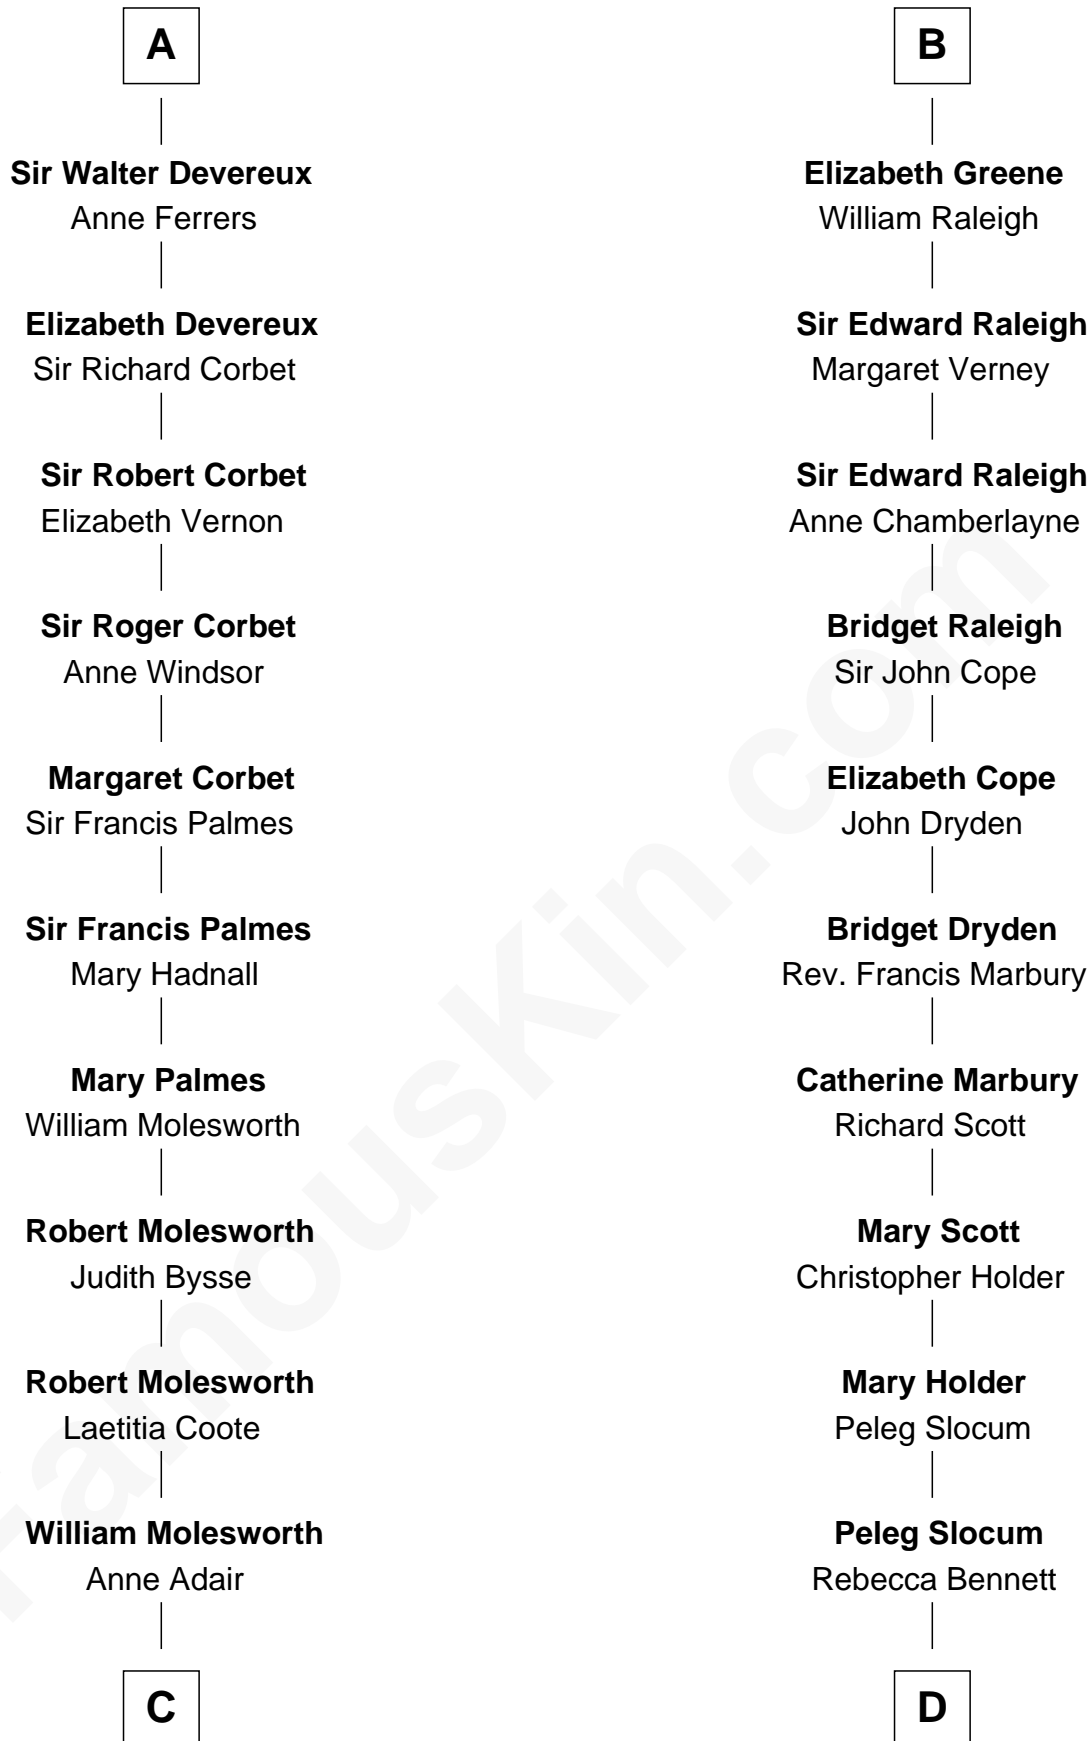 A
Sir Walter Devereux
Anne Ferrers
Elizabeth Devereux
Sir Richard Corbet
Sir Robert Corbet
Elizabeth Vernon
Sir Roger Corbet
Anne Windsor
Margaret Corbet
Sir Francis Palmes
Sir Francis Palmes
Mary Hadnall
Mary Palmes
William Molesworth
Robert Molesworth
Judith Bysse
Robert Molesworth
Laetitia Coote
William Molesworth
Anne Adair
C
B
Elizabeth Greene
William Raleigh
Sir Edward Raleigh
Margaret Verney
Sir Edward Raleigh
Anne Chamberlayne
Bridget Raleigh
Sir John Cope
Elizabeth Cope
John Dryden
Bridget Dryden
Rev. Francis Marbury
Catherine Marbury
Richard Scott
Mary Scott
Christopher Holder
Mary Holder
Peleg Slocum
Peleg Slocum
Rebecca Bennett
D
FamousKin.com